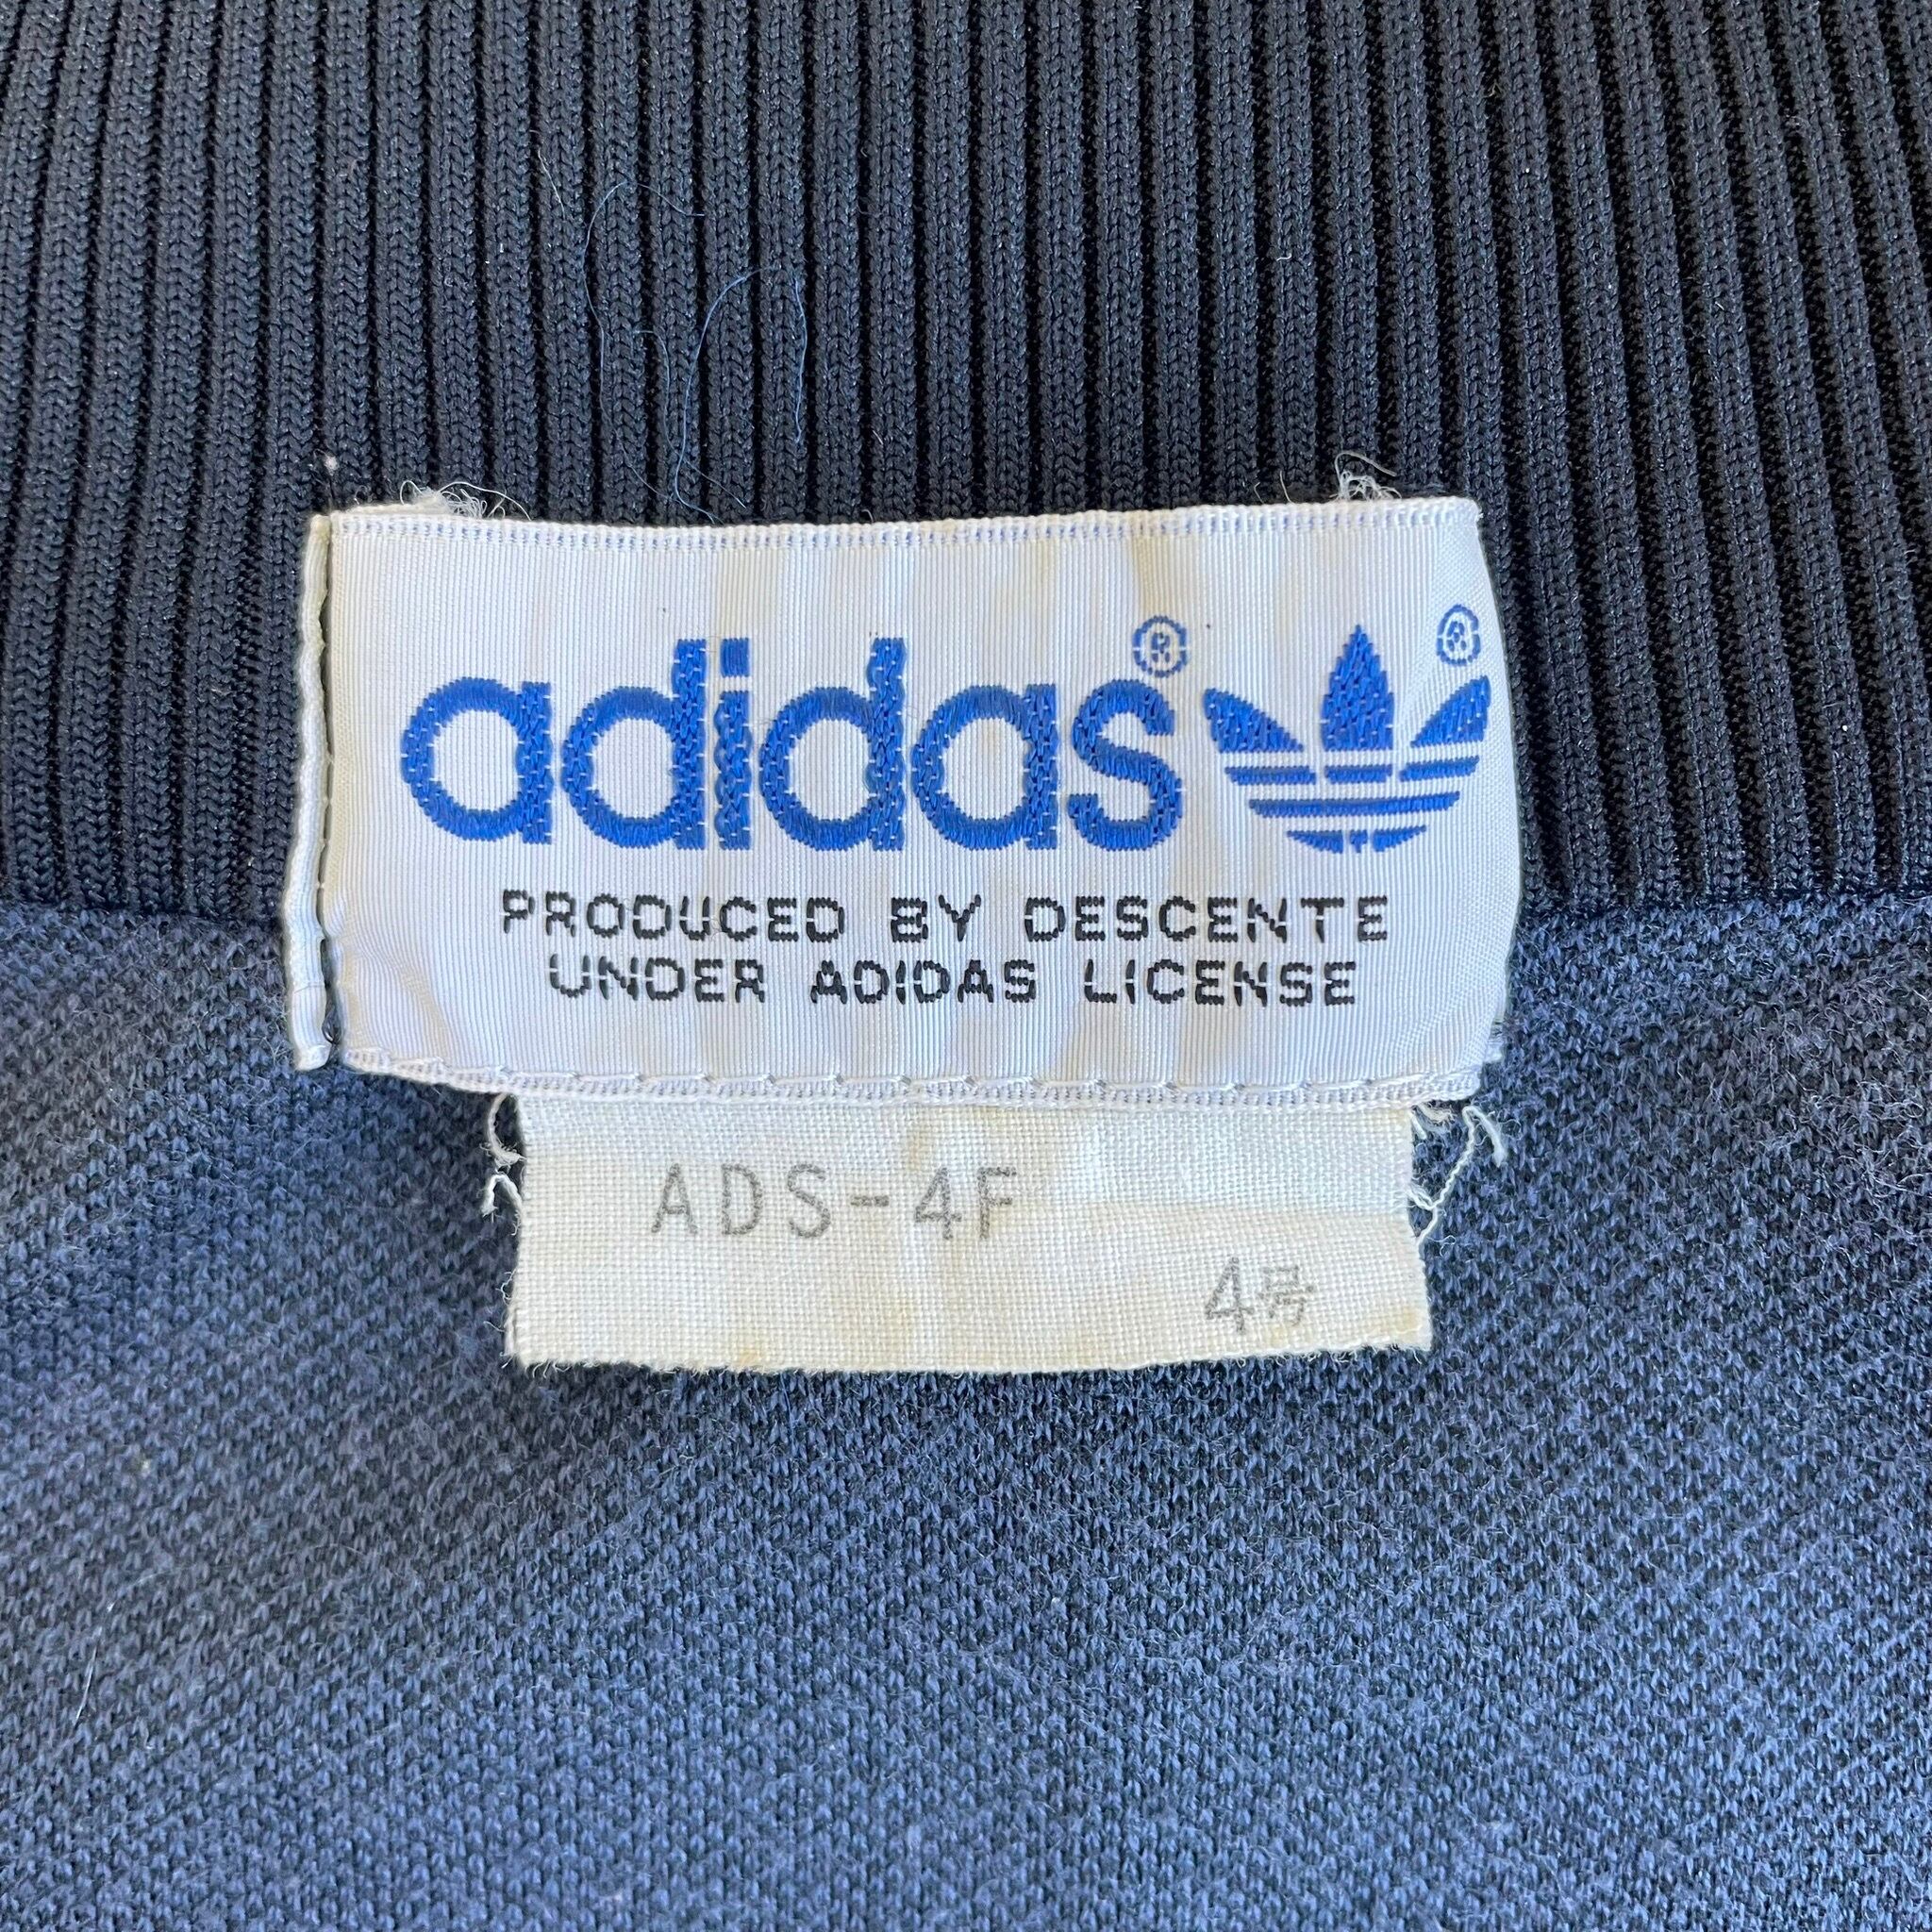 adidas®®
PRODUCED BY DESCENTE
UNDER ADIDAS LICENSE
ADS-4F
4号